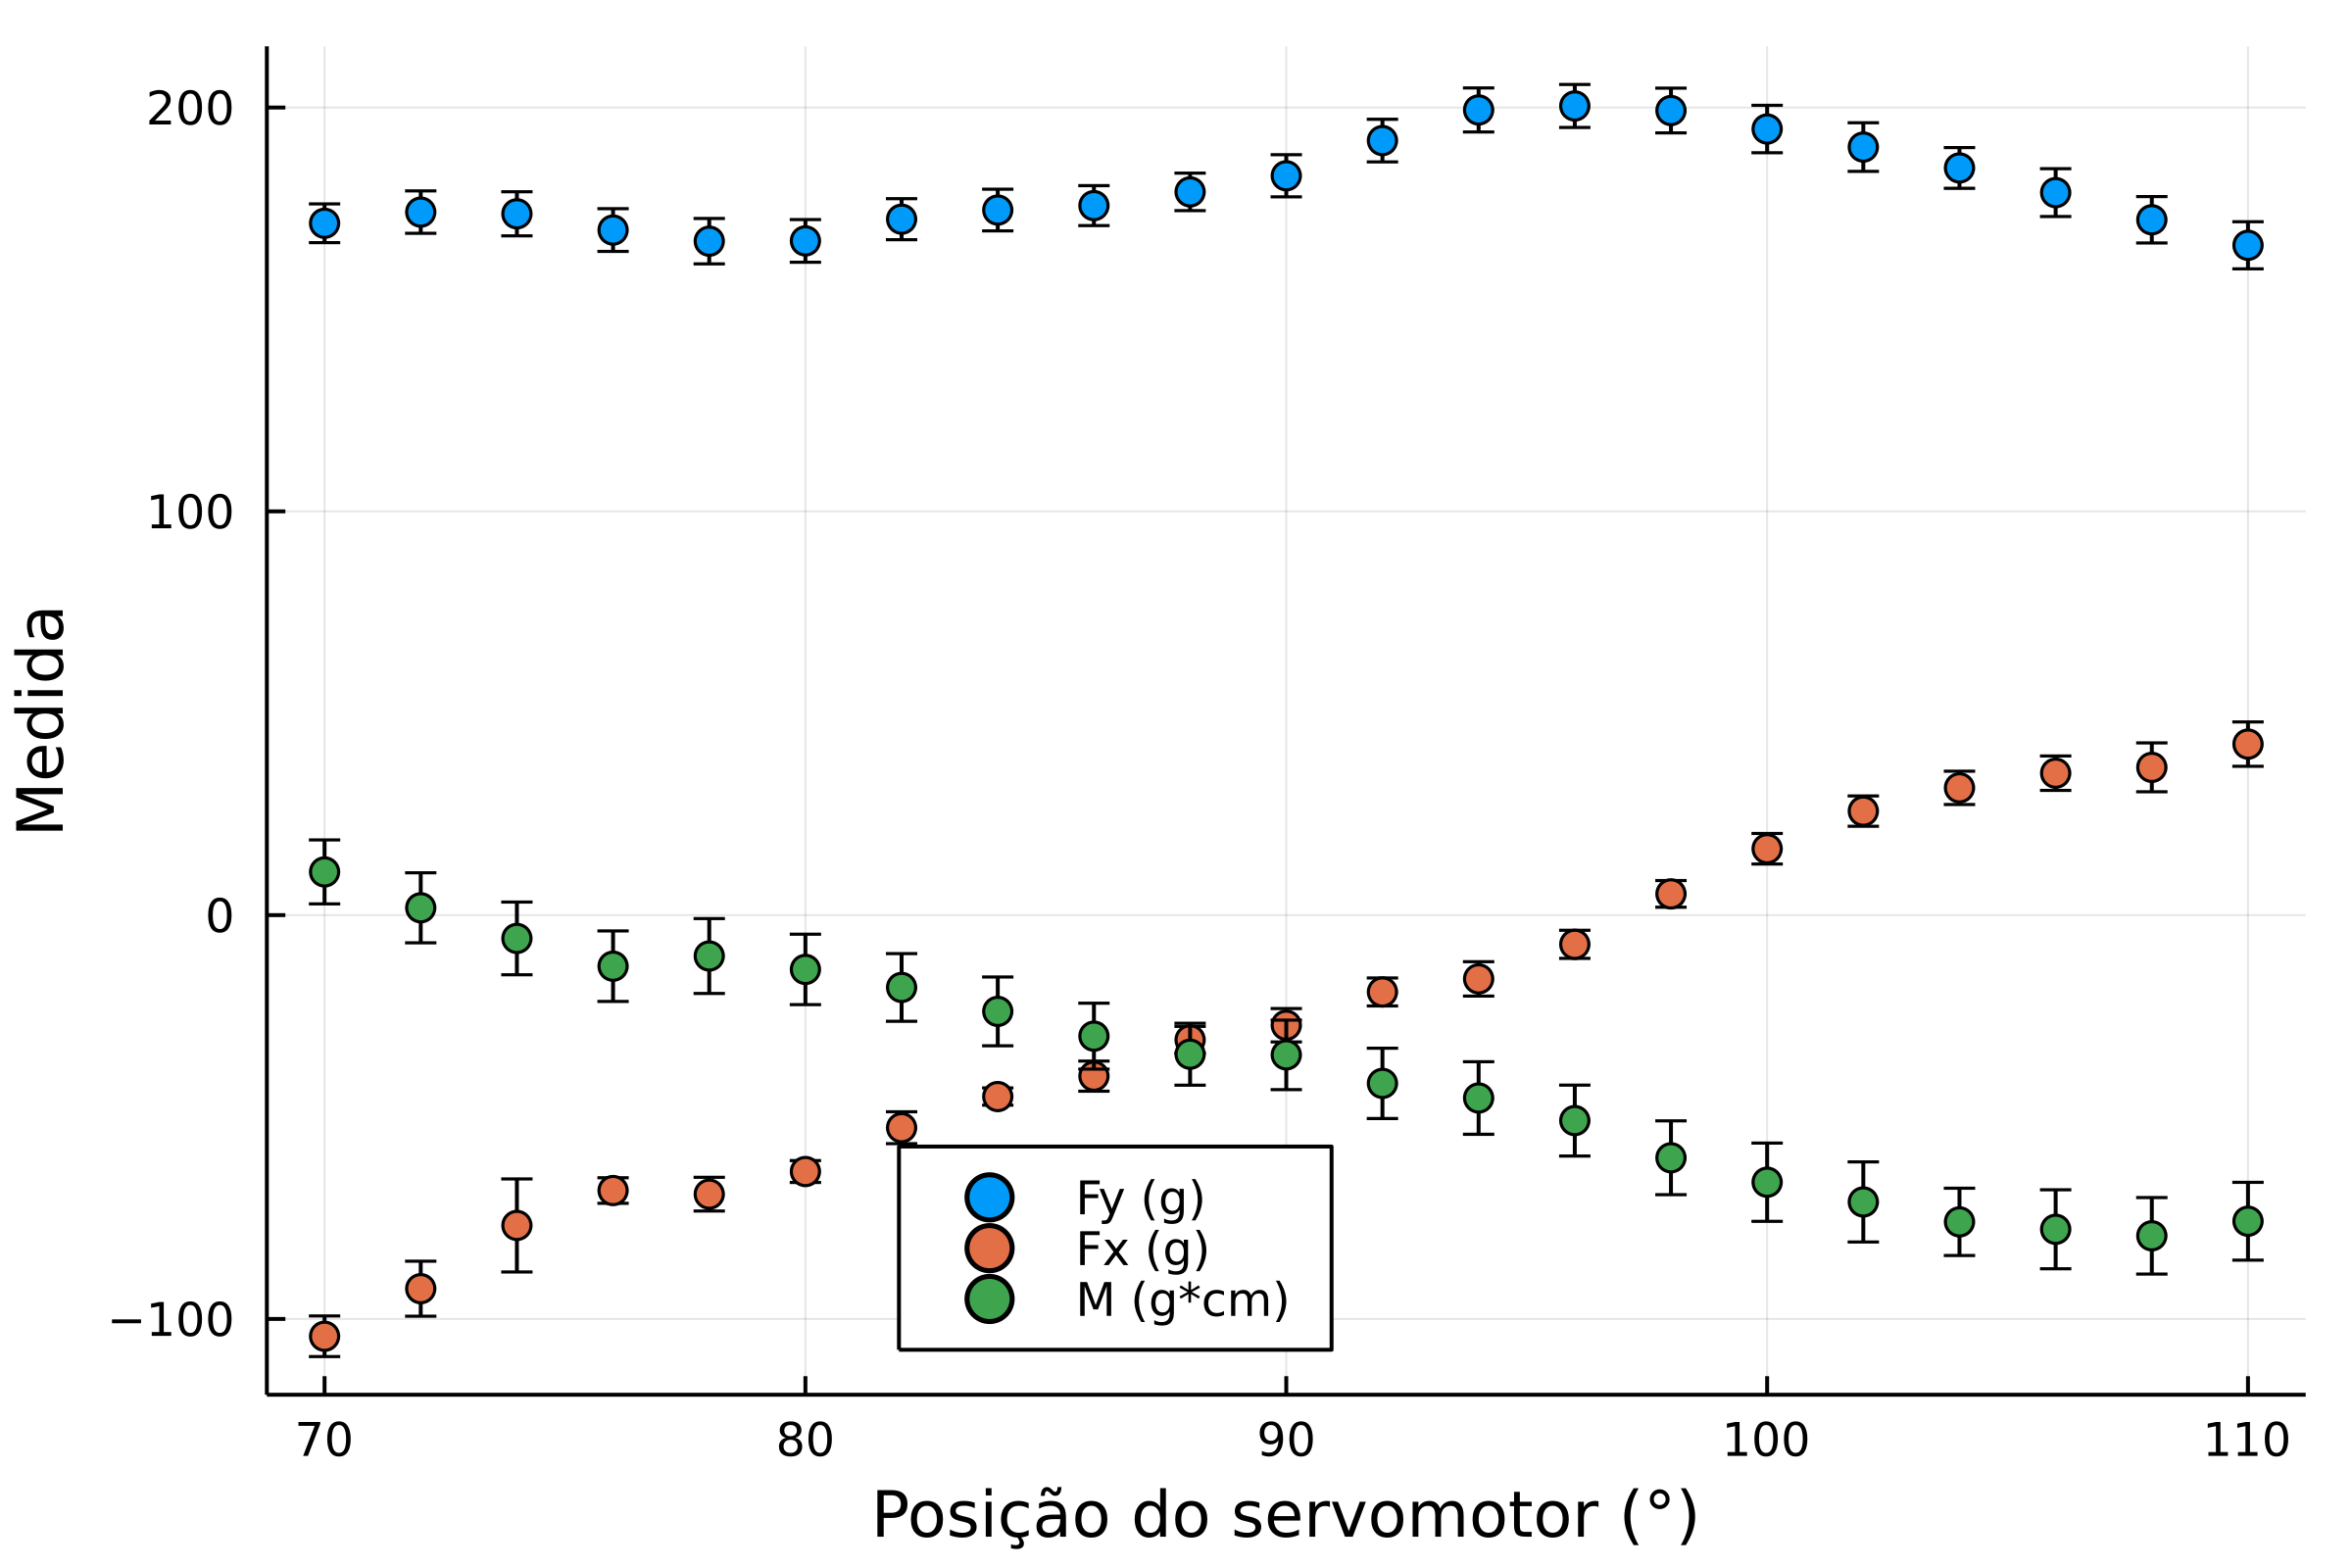 Medida
200
100
0
−100
Fy (g)
Fx (g)
M (g*cm)
70 80 90 100 110
Posição do servomotor (°)